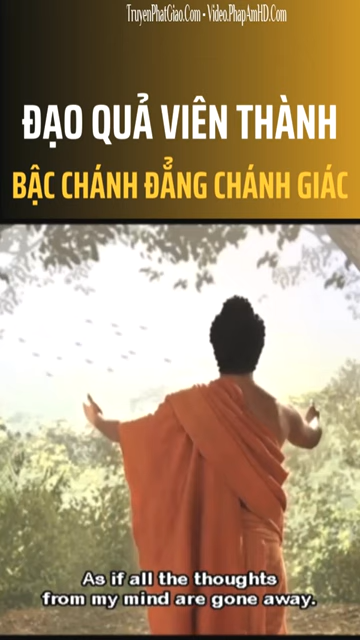 TruyenPhatGiao.Com • Video.PhapAmHD.Com
ĐẠO QUẢ VIÊN THÀNH
BẬC CHÁNH ĐẲNG CHÁNH GIÁC
As if all the thoughts
from my mind are gone away.